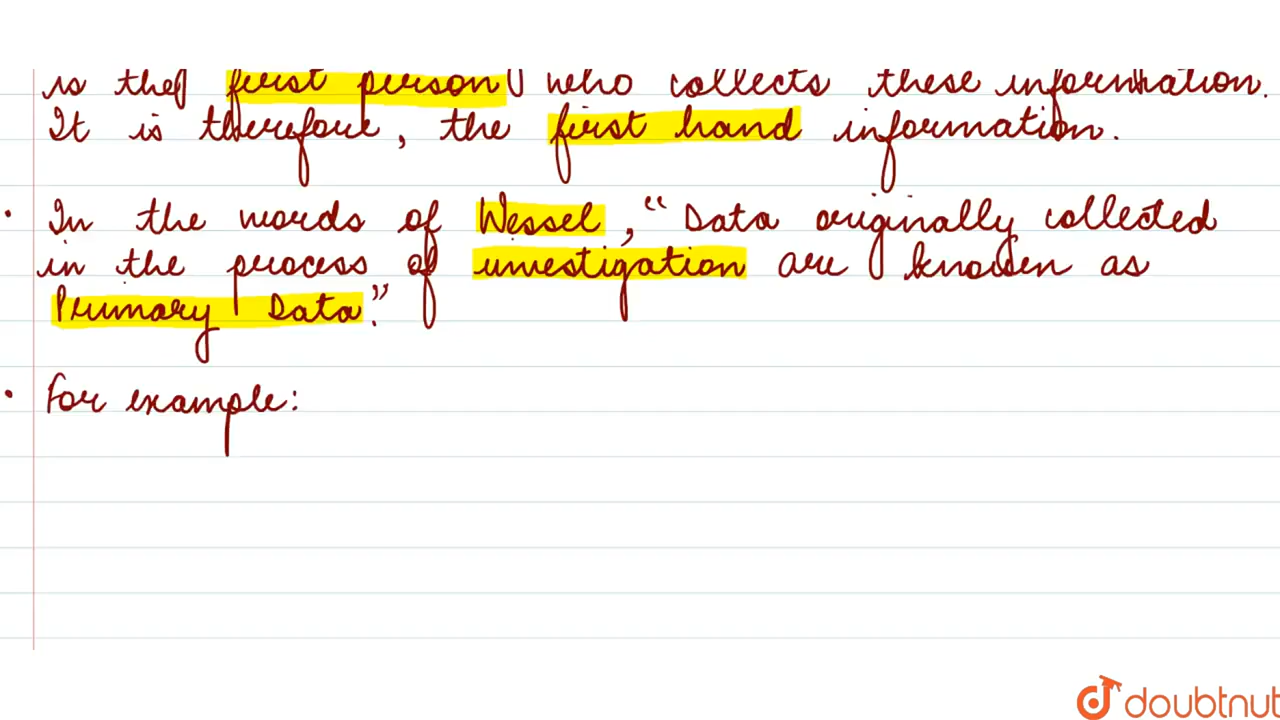 is the first person who collects these information.
It is therefore, the first hand information.
• In the words of Wessel, “Data originally collected
in the process of investigation are known as
Primary Data.”
• For example:
doubtnut